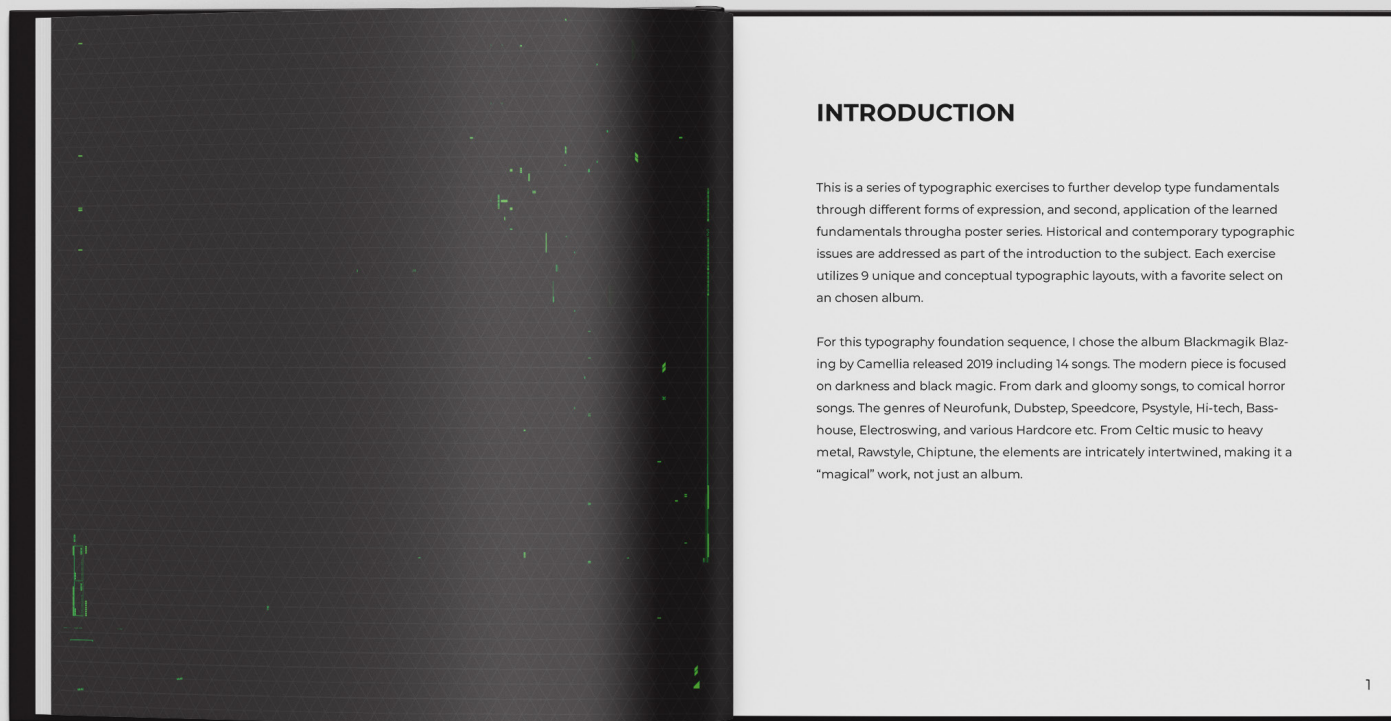 INTRODUCTION
This is a series of typographic exercises to further develop type fundamentals
through different forms of expression, and second, application of the learned
fundamentals througha poster series. Historical and contemporary typographic
issues are addressed as part of the introduction to the subject. Each exercise
utilizes 9 unique and conceptual typographic layouts, with a favorite select on
an chosen album.
For this typography foundation sequence, I chose the album Blackmagik Blaz-
ing by Camellia released 2019 including 14 songs. The modern piece is focused
on darkness and black magic. From dark and gloomy songs, to comical horror
songs. The genres of Neurofunk, Dubstep, Speedcore, Psystyle, Hi-tech, Bass-
house, Electroswing, and various Hardcore etc. From Celtic music to heavy
metal, Rawstyle, Chiptune, the elements are intricately intertwined, making it a
“magical” work, not just an album.
1